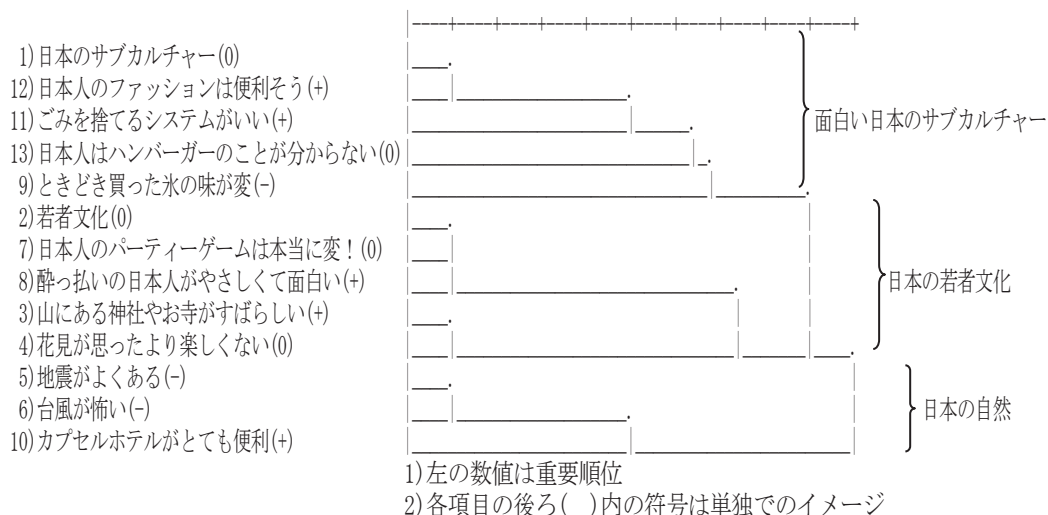 1)日本のサブカルチャー(0)
12)日本人のファッションは便利そう(+)
11)ごみを捨てるシステムがいい(+)
面白い日本のサブカルチャー
13)日本人はハンバーガーのことが分からない(0)
9)ときどき買った氷の味が変(-)
2)若者文化(0)
7)日本人のパーティーゲームは本当に変！(0)
8)酔っ払いの日本人がやさしくて面白い(+)
日本の若者文化
3)山にある神社やお寺がすばらしい(+)
4)花見が思ったより楽しくない(0)
5)地震がよくある(-)
6)台風が怖い(-)
日本の自然
10)カプセルホテルがとても便利(+)
1)左の数値は重要順位
2)各項目の後ろ( )内の符号は単独でのイメージ